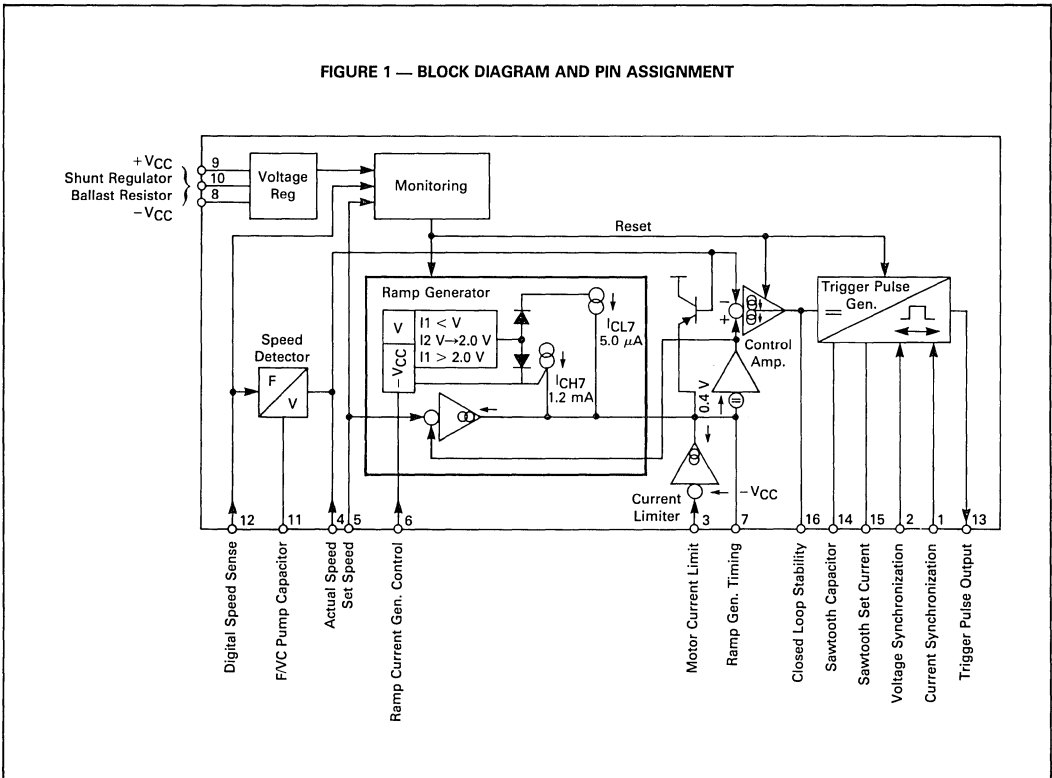 FIGURE 1 — BLOCK DIAGRAM AND PIN ASSIGNMENT
+VCC
Shunt Regulator
Ballast Resistor
−VCC
9
10
8
Voltage
Reg
Monitoring
Reset
Ramp Generator
V
−VCC
I1 < V
I2 V→2.0 V
I1 > 2.0 V
ICL7
5.0 μA
ICH7
1.2 mA
Speed
Detector
F
V
−
+
Control
Amp.
0.4 V
=
Trigger Pulse
Gen.
=
Current
Limiter
−VCC
12
11
4
5
6
3
7
16
14
15
2
1
13
Digital Speed Sense
F/VC Pump Capacitor
Actual Speed
Set Speed
Ramp Current Gen. Control
Motor Current Limit
Ramp Gen. Timing
Closed Loop Stability
Sawtooth Capacitor
Sawtooth Set Current
Voltage Synchronization
Current Synchronization
Trigger Pulse Output